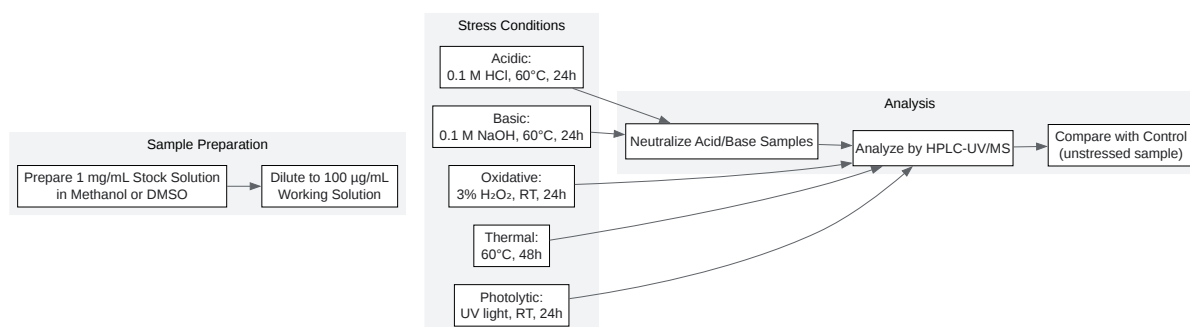 Sample Preparation
Prepare 1 mg/mL Stock Solution
in Methanol or DMSO
Dilute to 100 µg/mL
Working Solution
Stress Conditions
Acidic:
0.1 M HCl, 60°C, 24h
Basic:
0.1 M NaOH, 60°C, 24h
Oxidative:
3% H₂O₂, RT, 24h
Thermal:
60°C, 48h
Photolytic:
UV light, RT, 24h
Analysis
Neutralize Acid/Base Samples
Analyze by HPLC-UV/MS
Compare with Control
(unstressed sample)